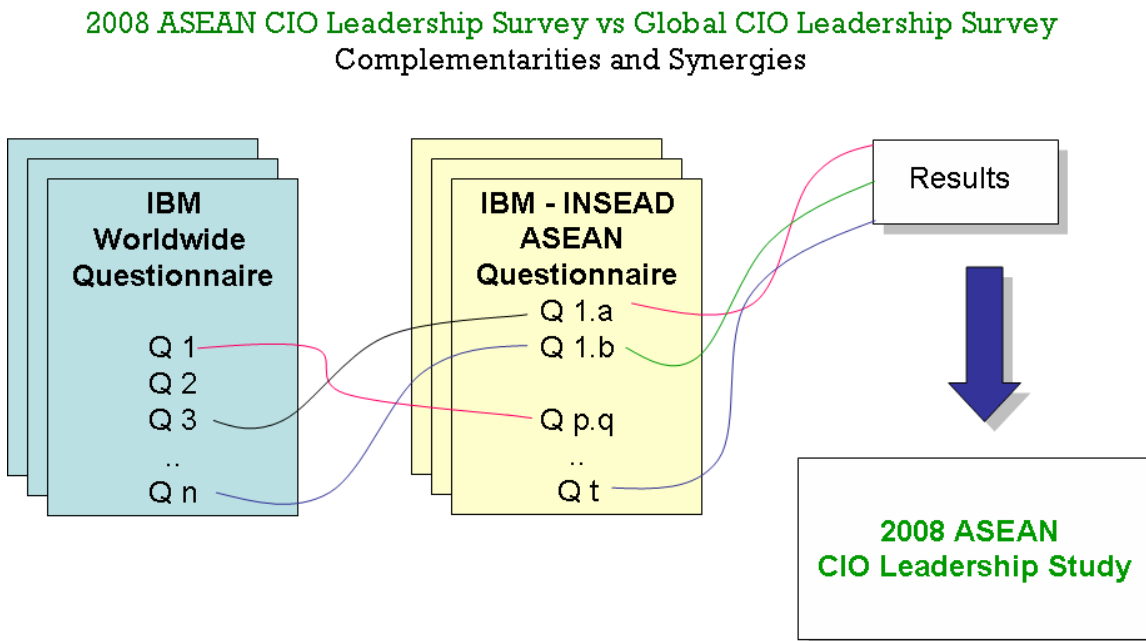 2008 ASEAN CIO Leadership Survey vs Global CIO Leadership Survey
Complementarities and Synergies
IBM
Worldwide
Questionnaire
Q 1
Q 2
Q 3
..
Q n
IBM - INSEAD
ASEAN
Questionnaire
Q 1.a
Q 1.b
Q p.q
..
Q t
Results
2008 ASEAN
CIO Leadership Study